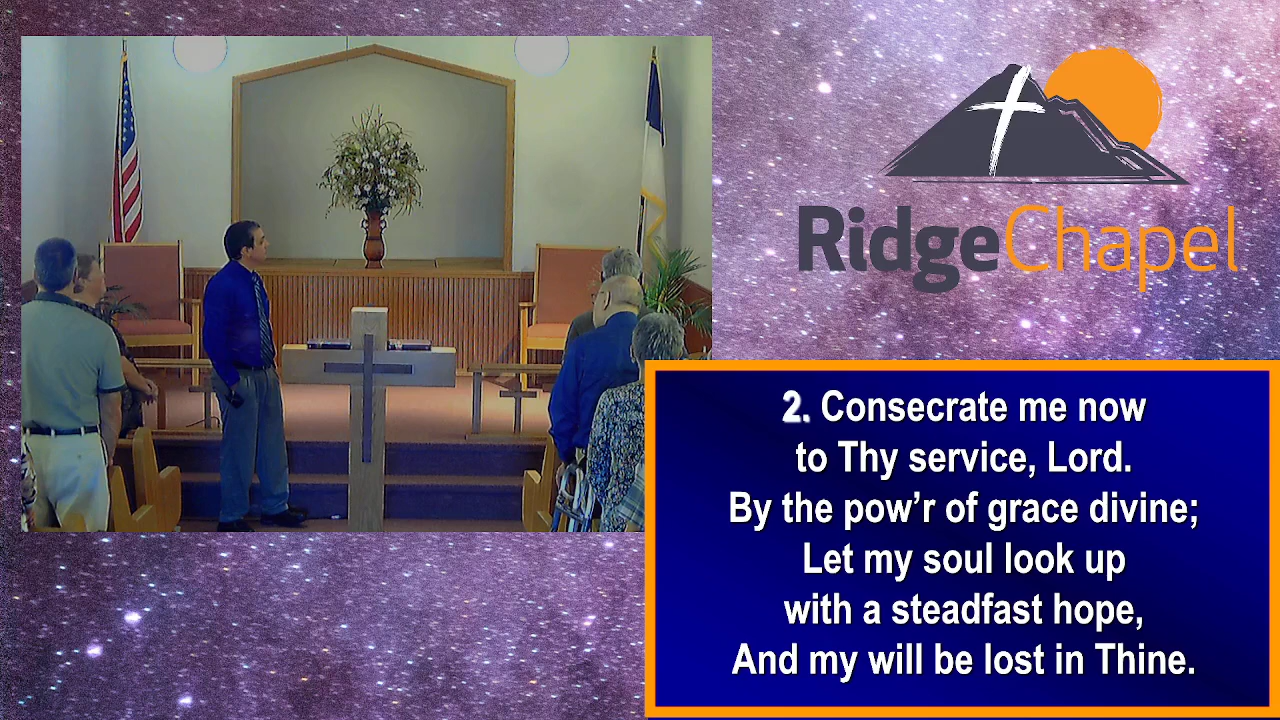 RidgeChapel
2. Consecrate me now
to Thy service, Lord.
By the pow’r of grace divine;
Let my soul look up
with a steadfast hope,
And my will be lost in Thine.